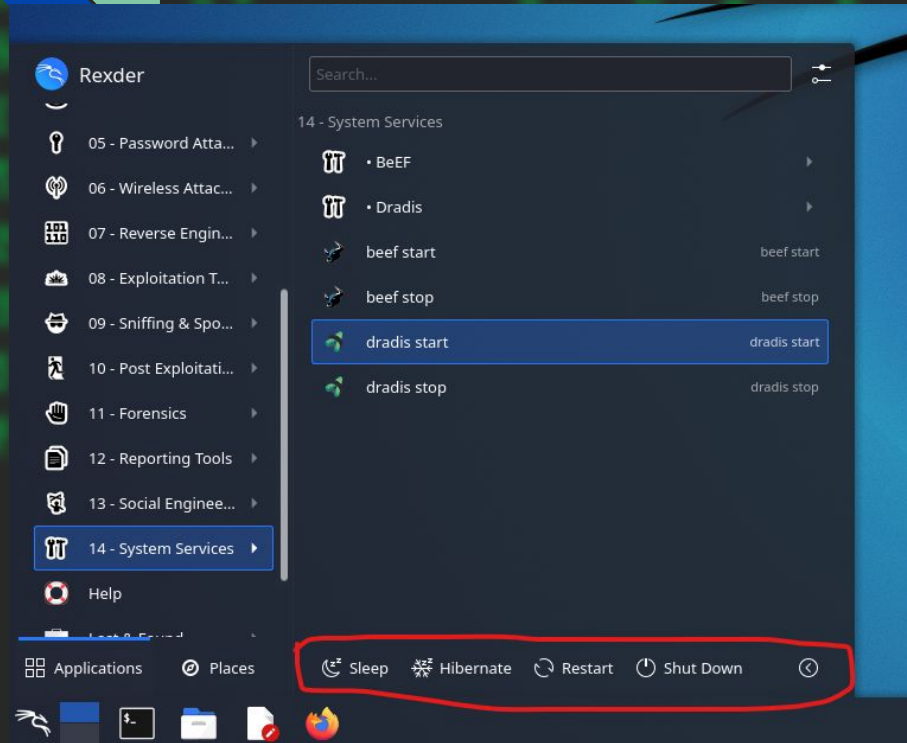 Rexder
Search...
05 - Password Atta...
06 - Wireless Attac...
07 - Reverse Engin...
08 - Exploitation T...
09 - Sniffing & Spo...
10 - Post Exploitati...
11 - Forensics
12 - Reporting Tools
13 - Social Enginee...
14 - System Services
Help
Lost & Found
14 - System Services
• BeEF
• Dradis
beef start beef start
beef stop beef stop
dradis start dradis start
dradis stop dradis stop
Applications Places
Sleep Hibernate Restart Shut Down